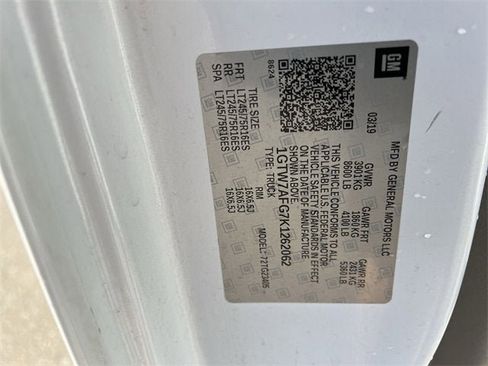 GM
MFD BY GENERAL MOTORS LLC
03/19
GVWR GAWR FRT GAWR RR
3901 KG 1860 KG 2431 KG
8600 LB 4100 LB 5360 LB
THIS VEHICLE CONFORMS TO ALL
APPLICABLE U.S. FEDERAL MOTOR
VEHICLE SAFETY STANDARDS IN EFFECT
ON THE DATE OF MANUFACTURE
SHOWN ABOVE.
1GTW7AFG7K1262062
TYPE: TRUCK MODEL: 72TG23405
8624
TIRE SIZE RIM
FRT LT245/75R16ES 16X6.5J
RR LT245/75R16ES 16X6.5J
SPA LT245/75R16ES 16X6.5J